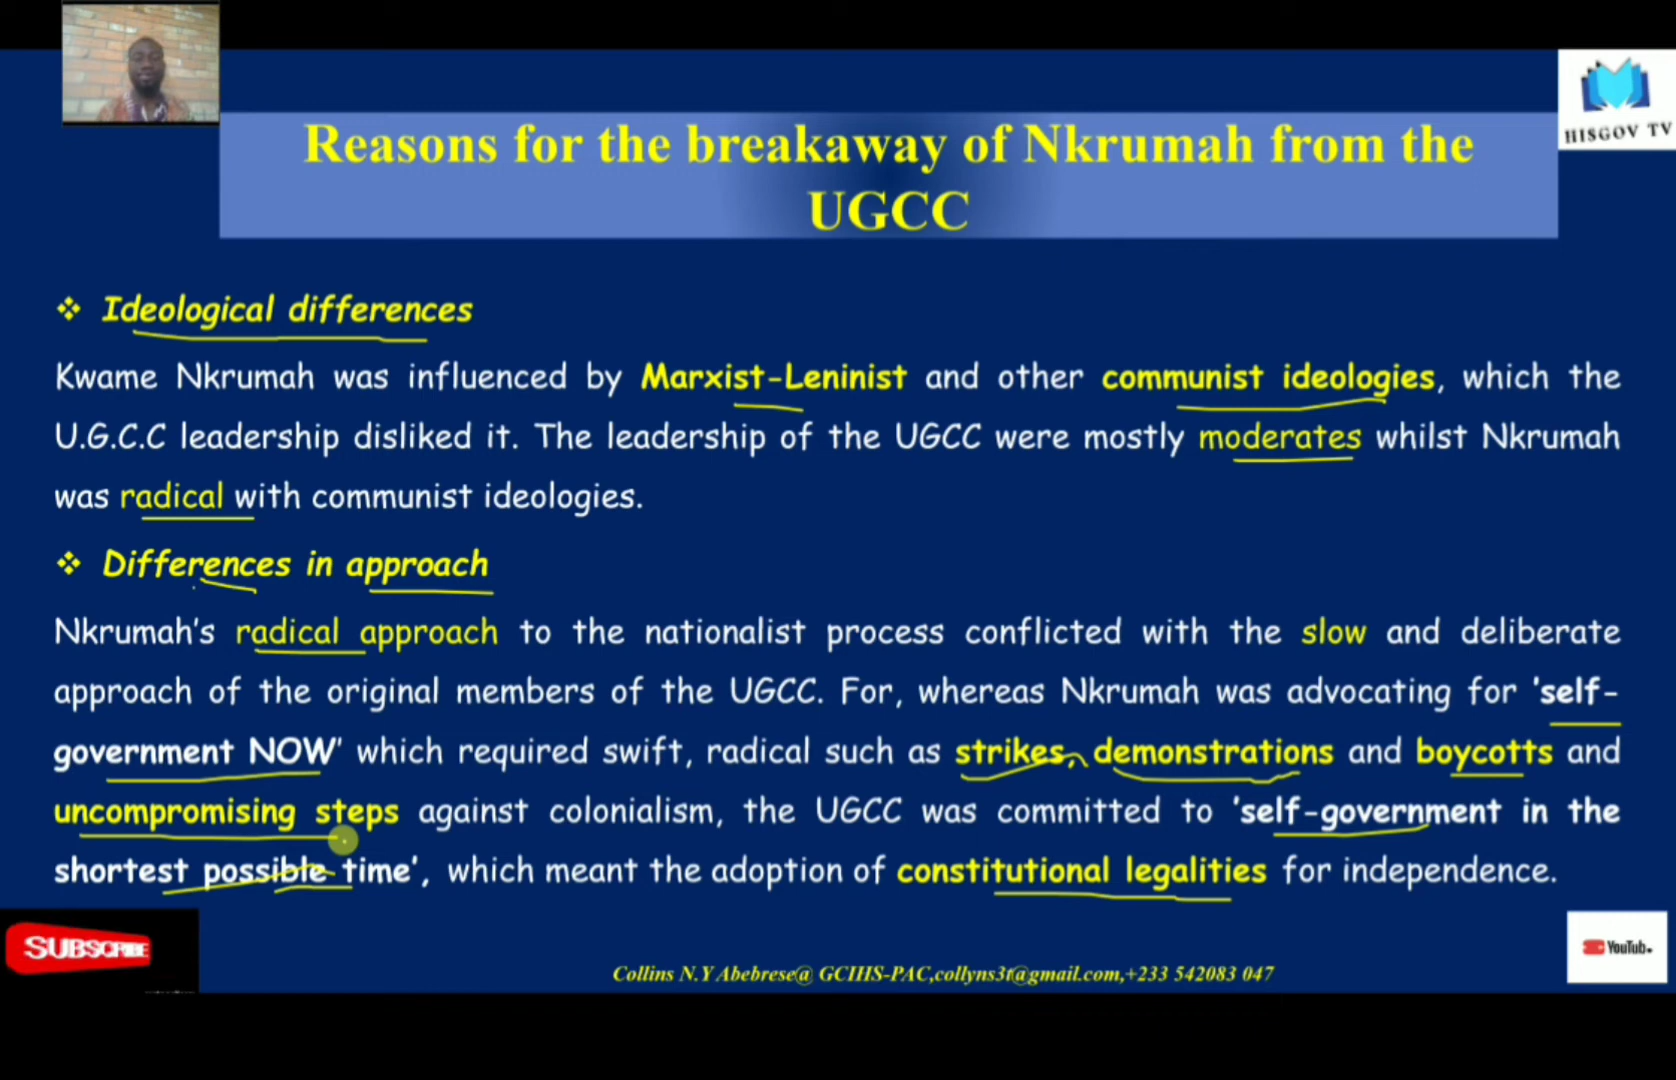 HISGOV TV
Reasons for the breakaway of Nkrumah from the
UGCC
❖ Ideological differences
Kwame Nkrumah was influenced by Marxist-Leninist and other communist ideologies, which the
U.G.C.C leadership disliked it. The leadership of the UGCC were mostly moderates whilst Nkrumah
was radical with communist ideologies.
❖ Differences in approach
Nkrumah's radical approach to the nationalist process conflicted with the slow and deliberate
approach of the original members of the UGCC. For, whereas Nkrumah was advocating for 'self-
government NOW' which required swift, radical such as strikes, demonstrations and boycotts and
uncompromising steps against colonialism, the UGCC was committed to 'self-government in the
shortest possible time', which meant the adoption of constitutional legalities for independence.
SUBSCRIBE
YouTube
Collins N.Y Abebrese@ GCIHS-PAC,collyns3t@gmail.com,+233 542083 047